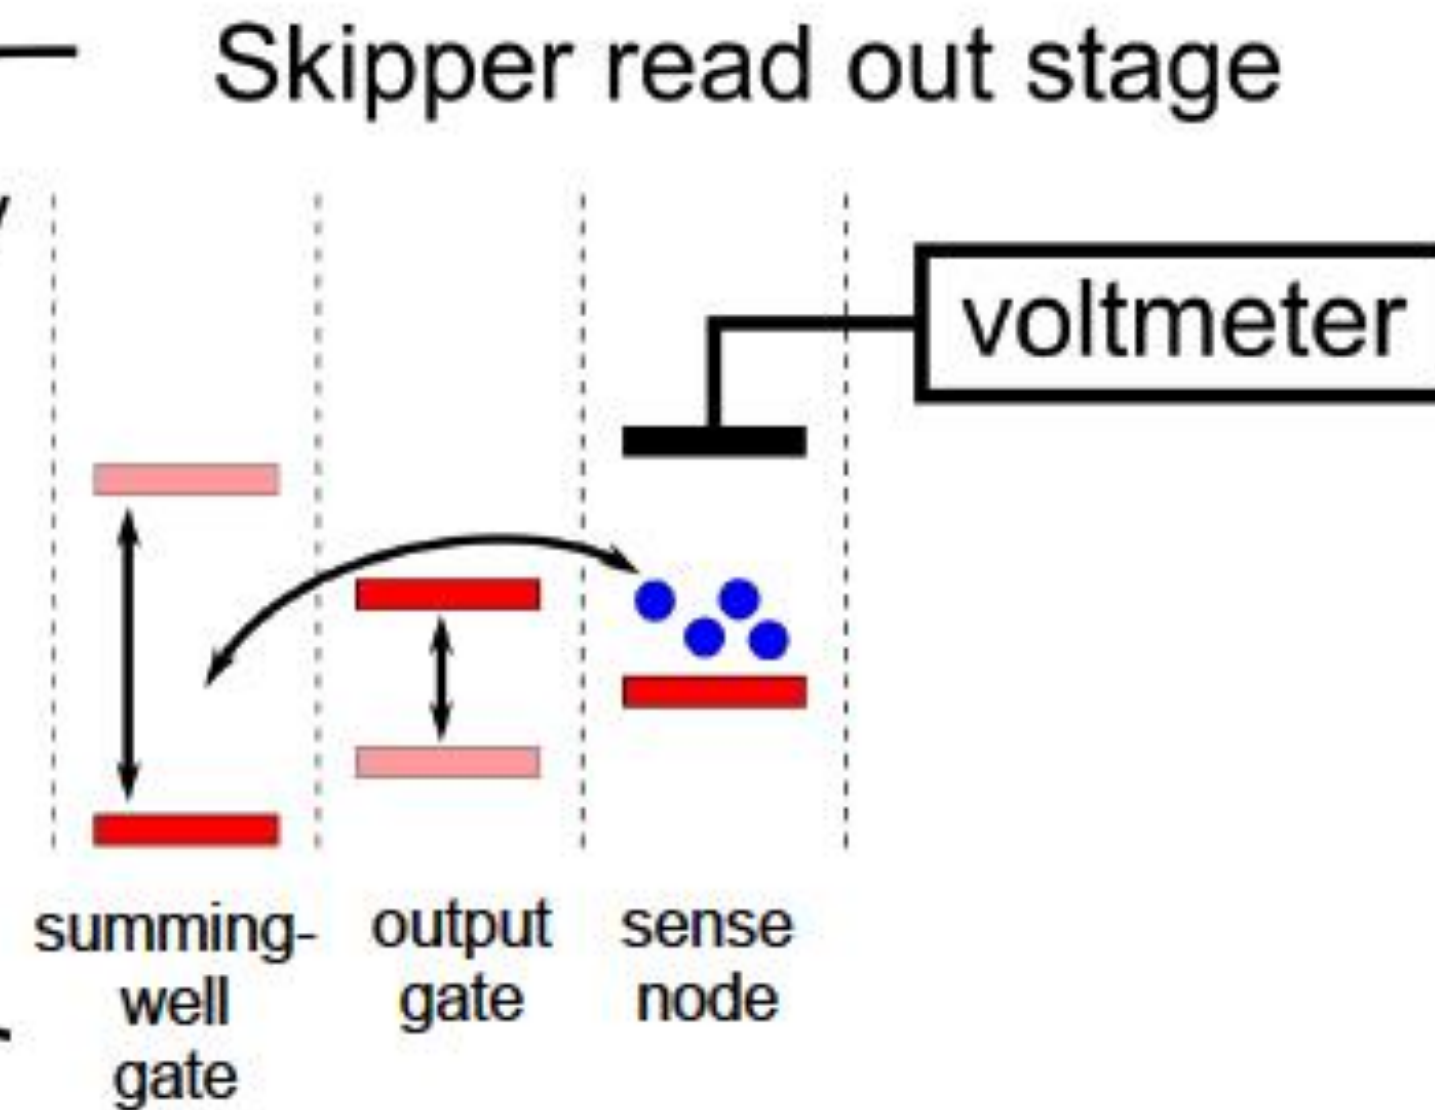 Skipper read out stage
voltmeter
summing-
well
gate
output
gate
sense
node